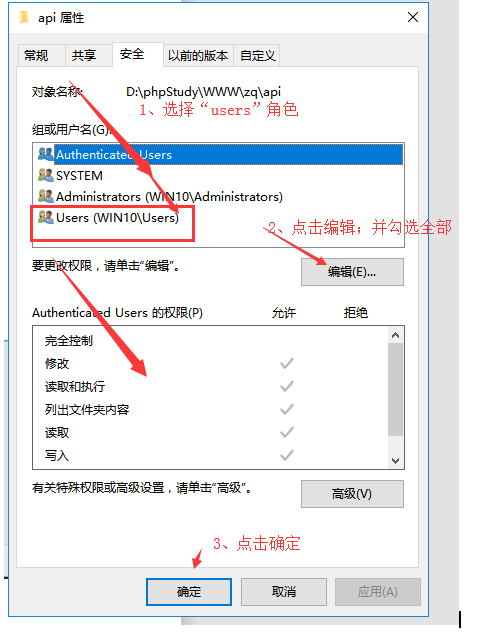 api 属性
常规 共享 安全 以前的版本 自定义
对象名称: D:\phpStudy\WWW\zq\api
1、选择“users”角色
组或用户名(G):
Authenticated Users
SYSTEM
Administrators (WIN10\Administrators)
Users (WIN10\Users)
2、点击编辑；并勾选全部
要更改权限，请单击“编辑”。
编辑(E)...
Authenticated Users 的权限(P) 允许 拒绝
完全控制
修改
读取和执行
列出文件夹内容
读取
写入
有关特殊权限或高级设置，请单击“高级”。
高级(V)
3、点击确定
确定 取消 应用(A)